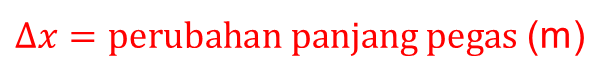 Δx = perubahan panjang pegas (m)